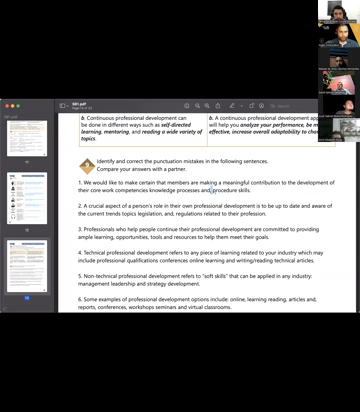 SB1.pdf
b. Continuous professional development can
be done in different ways such as self-directed
learning, mentoring, and reading a wide variety of
topics.
b. A continuous professional development app
will help you analyze your performance, be m
effective, increase overall adaptability to cha
Identify and correct the punctuation mistakes in the following sentences.
Compare your answers with a partner.
1. We would like to make certain that members are making a meaningful contribution to the development of
their core work competencies knowledge processes and, procedure skills.
2. A crucial aspect of a person's role in their own professional development is to be up to date and aware of
the current trends topics legislation, and, regulations related to their profession.
3. Professionals who help people continue their professional development are committed to providing
ample learning, opportunities, tools and resources to help them meet their goals.
4. Technical professional development refers to any piece of learning related to your industry which may
include professional qualifications conferences online learning and writing/reading technical articles.
5. Non-technical professional development refers to "soft skills" that can be applied in any industry:
management leadership and strategy development.
6. Some examples of professional development options include: online, learning reading, articles and,
reports, conferences, workshops seminars and virtual classrooms.